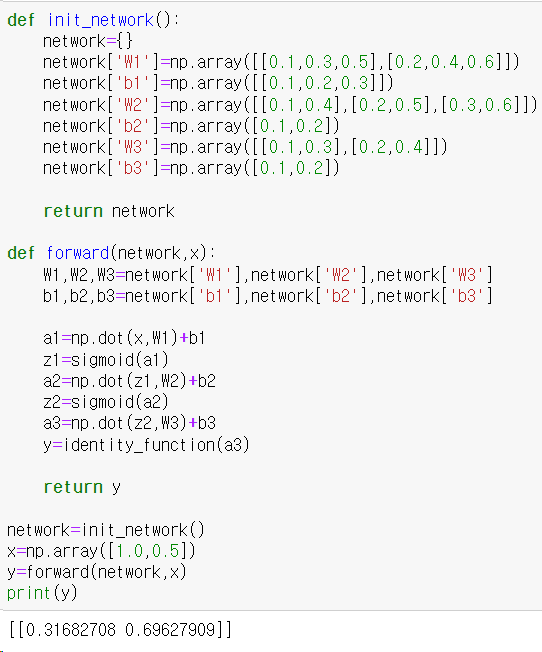 def init_network():
    network={}
    network['W1']=np.array([[0.1,0.3,0.5],[0.2,0.4,0.6]])
    network['b1']=np.array([[0.1,0.2,0.3]])
    network['W2']=np.array([[0.1,0.4],[0.2,0.5],[0.3,0.6]])
    network['b2']=np.array([0.1,0.2])
    network['W3']=np.array([[0.1,0.3],[0.2,0.4]])
    network['b3']=np.array([0.1,0.2])
    return network
def forward(network,x):
    W1,W2,W3=network['W1'],network['W2'],network['W3']
    b1,b2,b3=network['b1'],network['b2'],network['b3']
    a1=np.dot(x,W1)+b1
    z1=sigmoid(a1)
    a2=np.dot(z1,W2)+b2
    z2=sigmoid(a2)
    a3=np.dot(z2,W3)+b3
    y=identity_function(a3)
    return y
network=init_network()
x=np.array([1.0,0.5])
y=forward(network,x)
print(y)
[[0.31682708 0.69627909]]